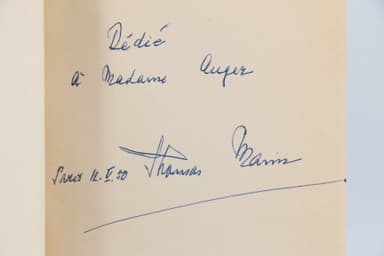 Dédié
à Madame Auger
Thomas Mann
Paris 12. V. 50